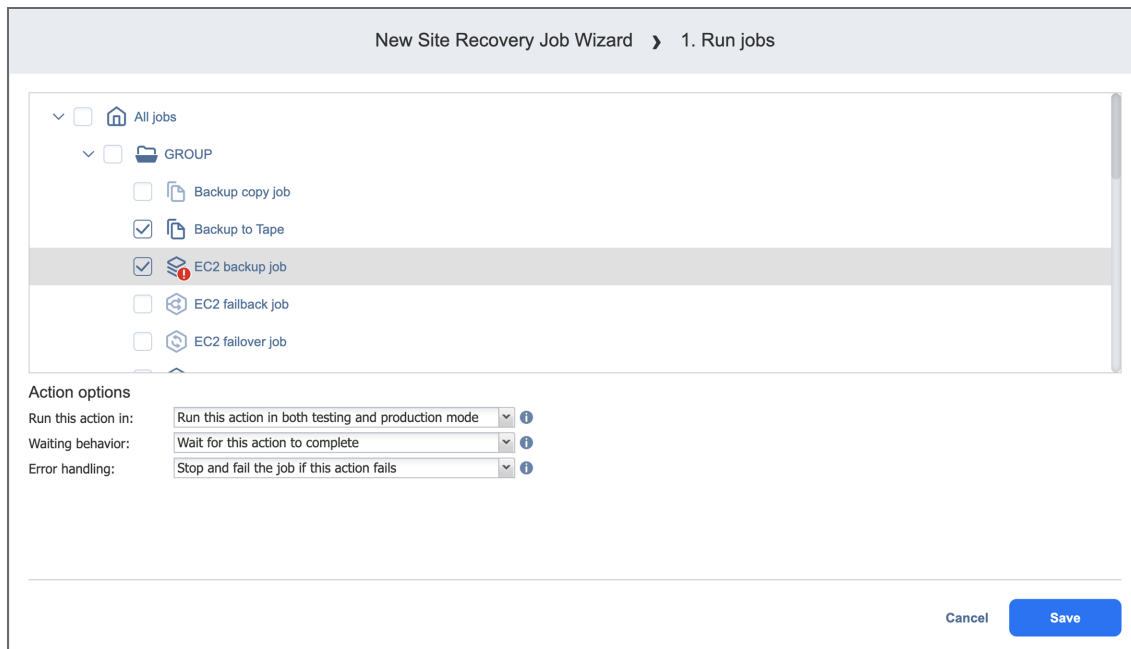 New Site Recovery Job Wizard ❯ 1. Run jobs
All jobs
GROUP
Backup copy job
Backup to Tape
EC2 backup job
EC2 failback job
EC2 failover job
Action options
Run this action in: Run this action in both testing and production mode
Waiting behavior: Wait for this action to complete
Error handling: Stop and fail the job if this action fails
Cancel Save